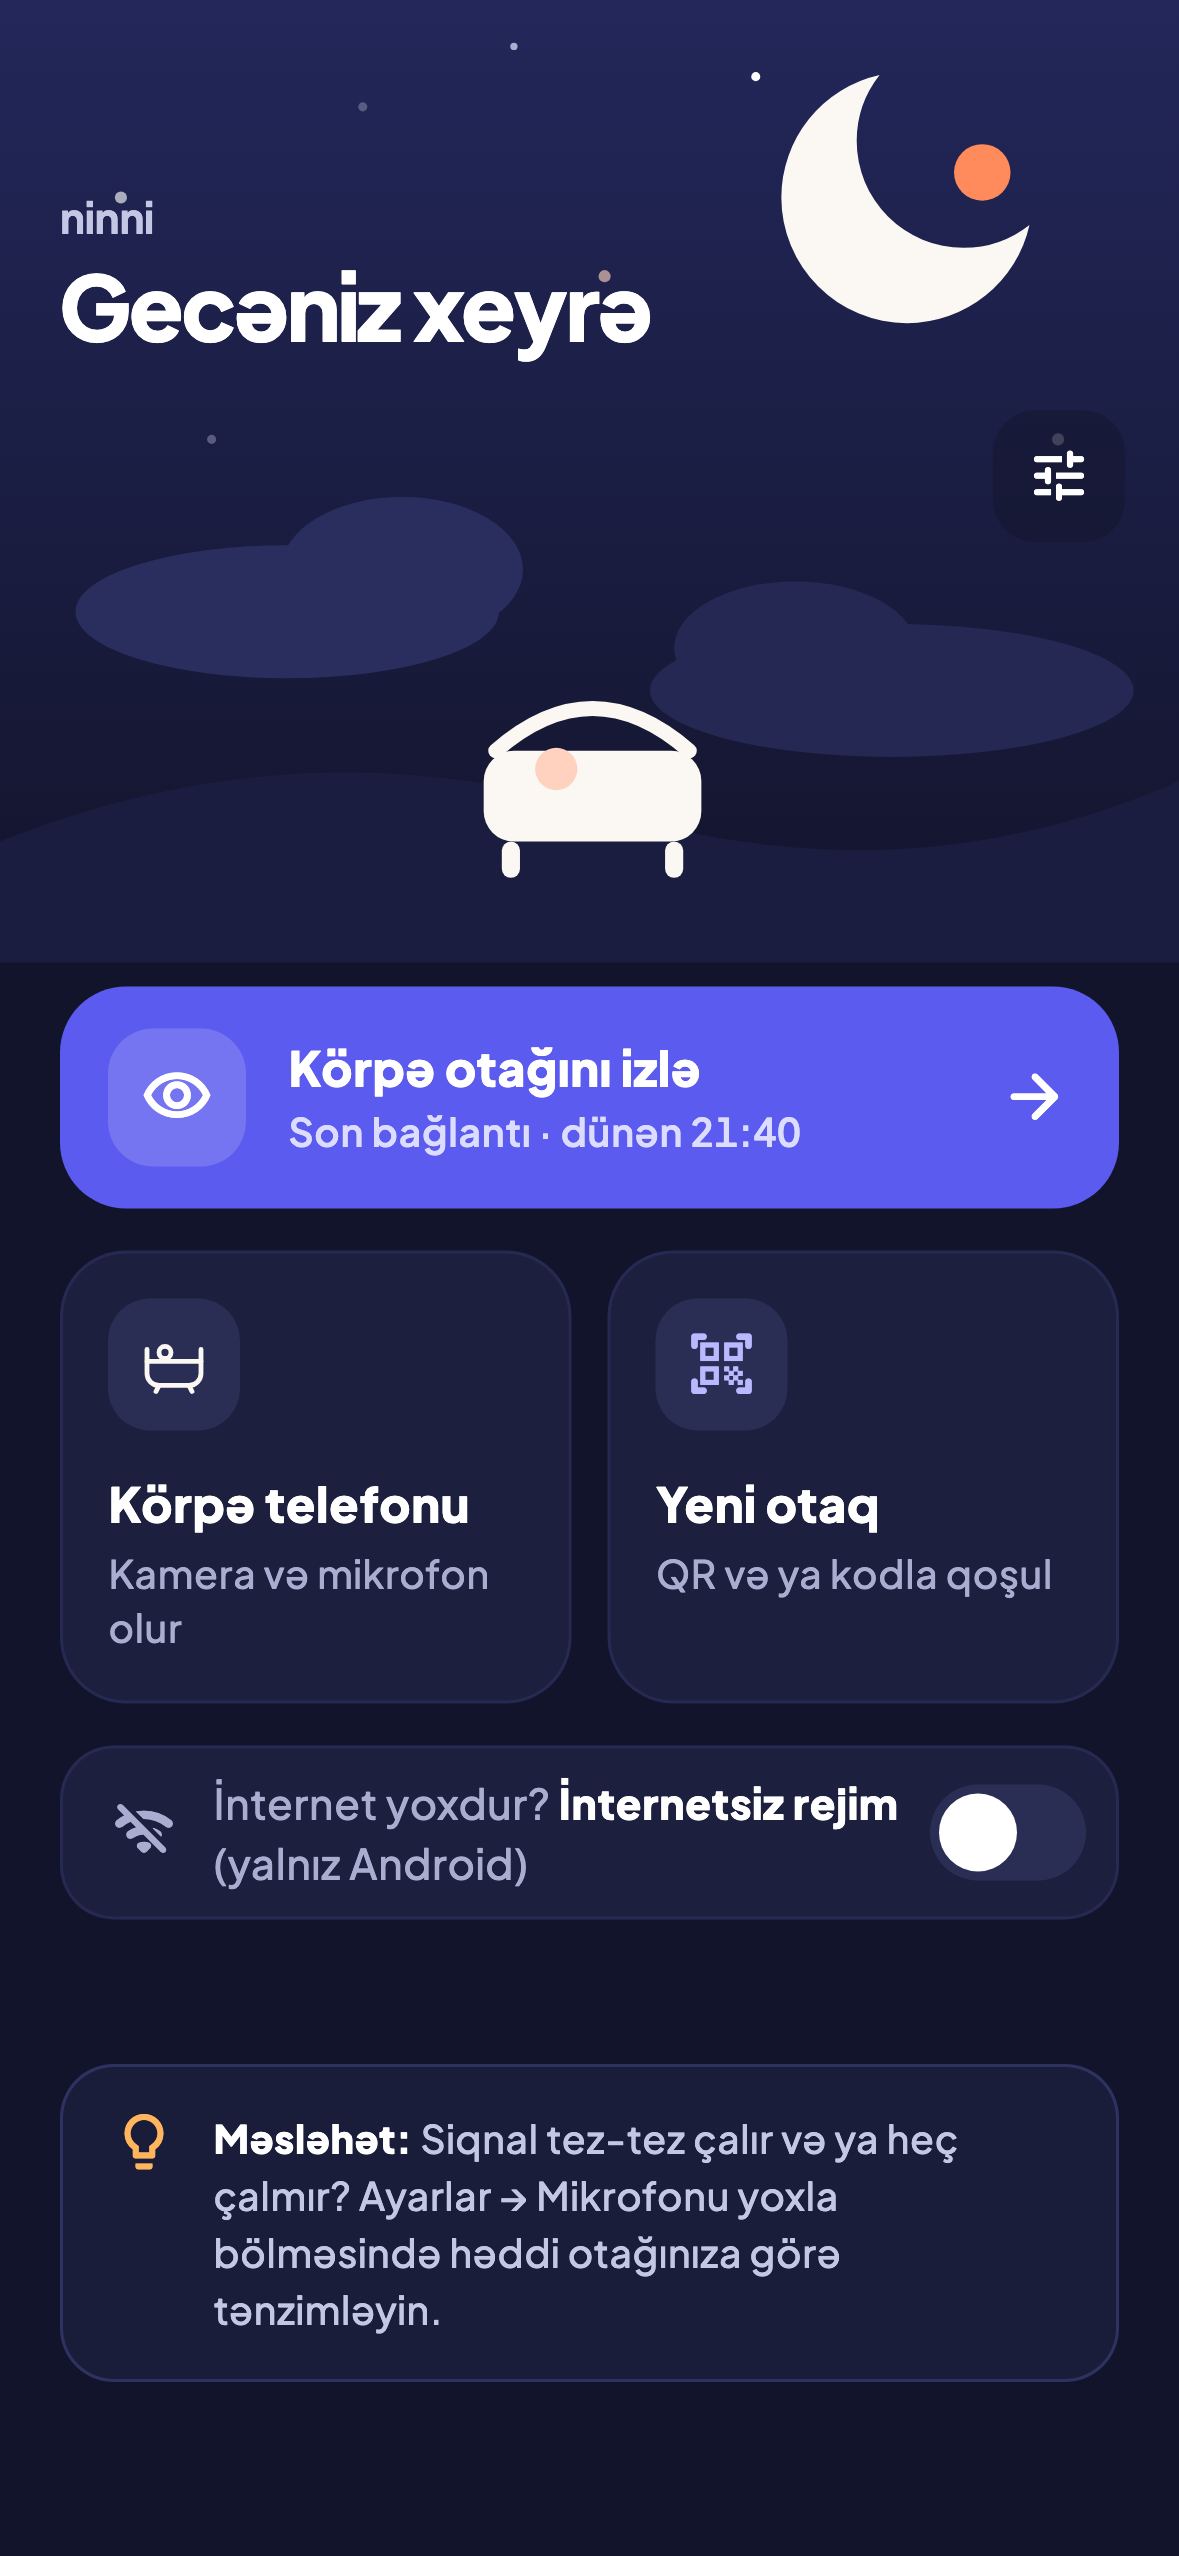 ninni
Gecəniz xeyrə
Körpə otağını izlə
Son bağlantı · dünən 21:40
Körpə telefonu
Kamera və mikrofon
olur
Yeni otaq
QR və ya kodla qoşul
İnternet yoxdur? İnternetsiz rejim
(yalnız Android)
Məsləhət: Siqnal tez-tez çalır və ya heç
çalmır? Ayarlar → Mikrofonu yoxla
bölməsində həddi otağınıza görə
tənzimləyin.